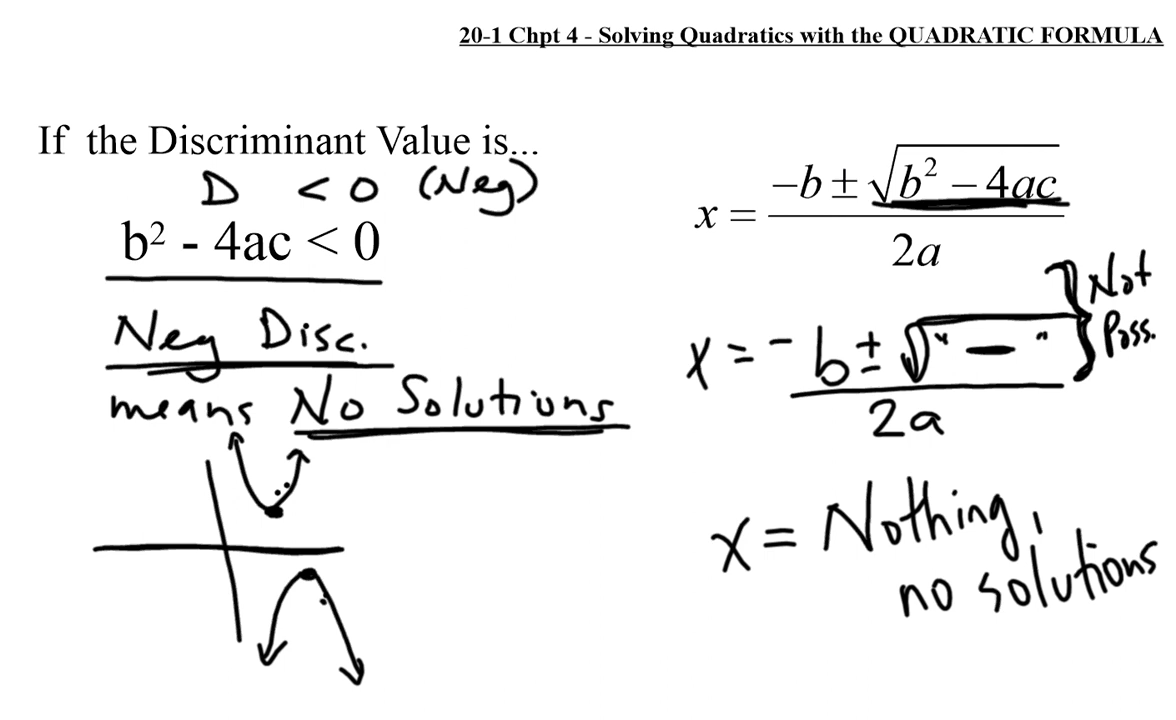 20-1 Chpt 4 - Solving Quadratics with the QUADRATIC FORMULA
If the Discriminant Value is...
D < 0 (Neg)
b² - 4ac < 0
Neg Disc.
means No Solutions
x = (−b ± √(b² − 4ac)) / 2a
x = (−b ± √(" − ")) / 2a } Not Poss.
x = Nothing,
no solutions